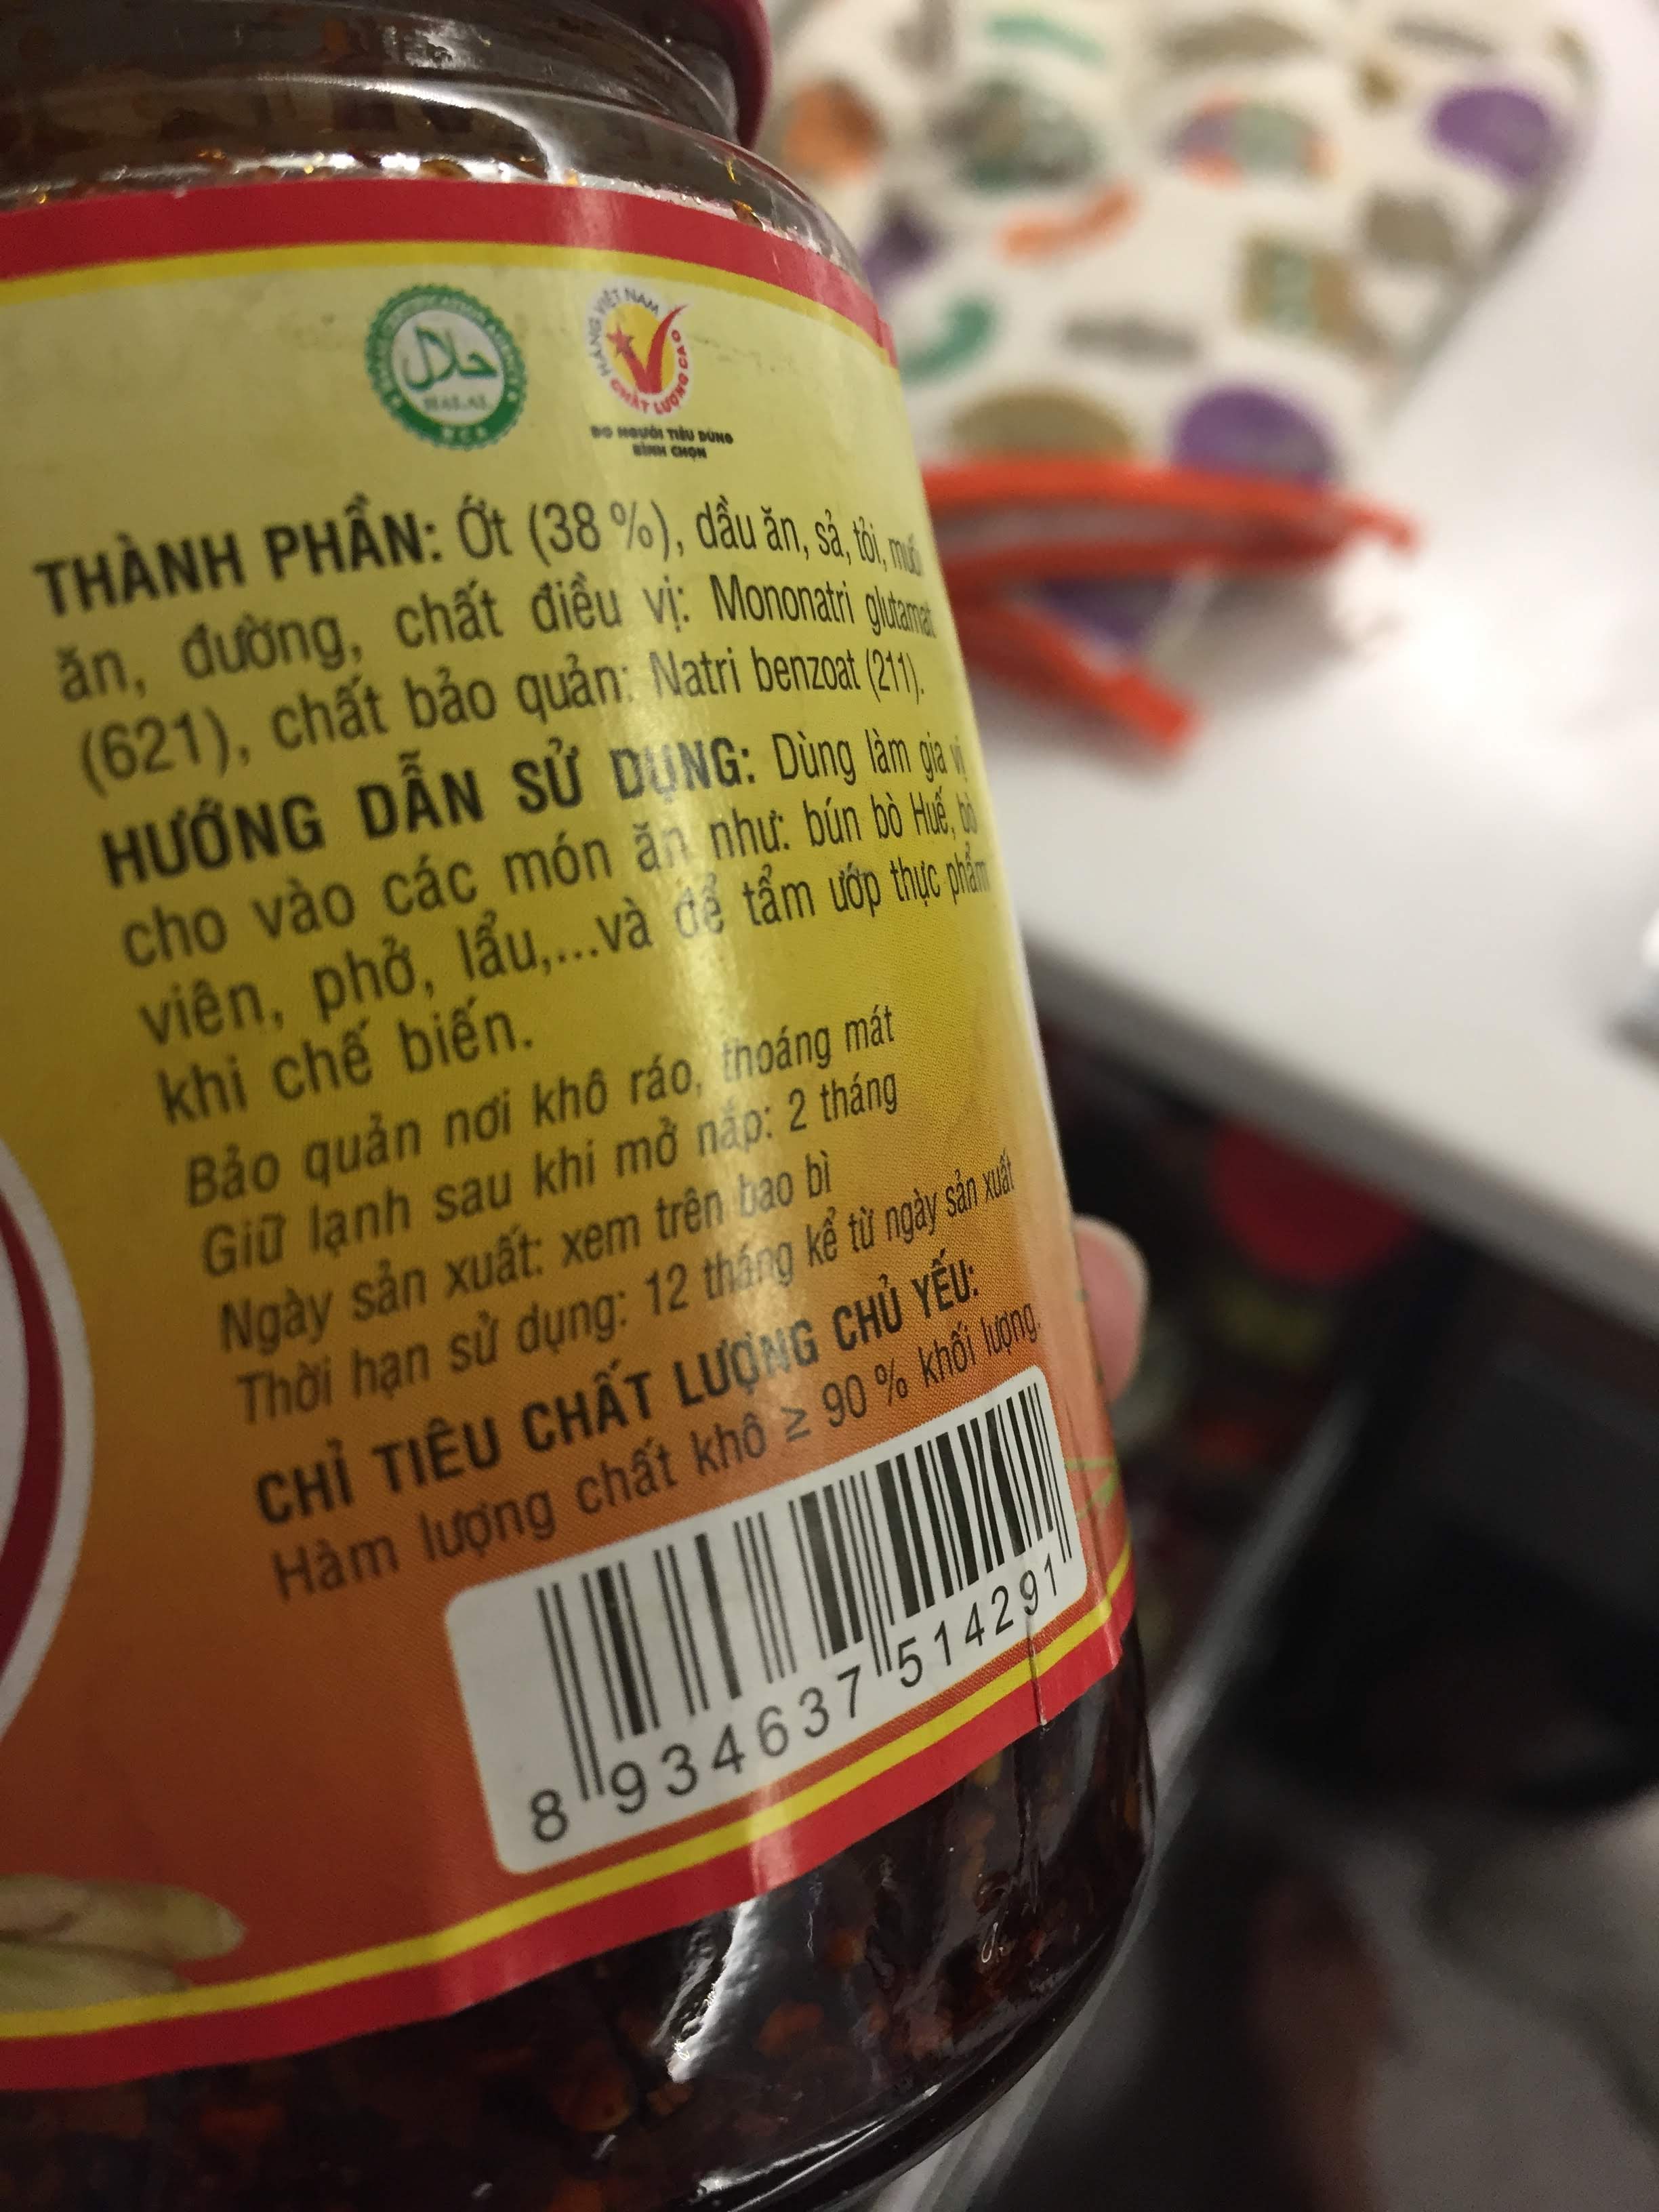 حلال
HALAL
HCA
HÀNG VIỆT NAM
CHẤT LƯỢNG CAO
DO NGƯỜI TIÊU DÙNG
BÌNH CHỌN
THÀNH PHẦN: Ớt (38 %), dầu ăn, sả, tỏi, muối
ăn, đường, chất điều vị: Mononatri glutamat
(621), chất bảo quản: Natri benzoat (211).
HƯỚNG DẪN SỬ DỤNG: Dùng làm gia vị
cho vào các món ăn như: bún bò Huế, bò
viên, phở, lẩu,...và để tẩm ướp thực phẩm
khi chế biến.
Bảo quản nơi khô ráo, thoáng mát
Giữ lạnh sau khi mở nắp: 2 tháng
Ngày sản xuất: xem trên bao bì
Thời hạn sử dụng: 12 tháng kể từ ngày sản xuất
CHỈ TIÊU CHẤT LƯỢNG CHỦ YẾU:
Hàm lượng chất khô ≥ 90 % khối lượng.
8 934637 514291